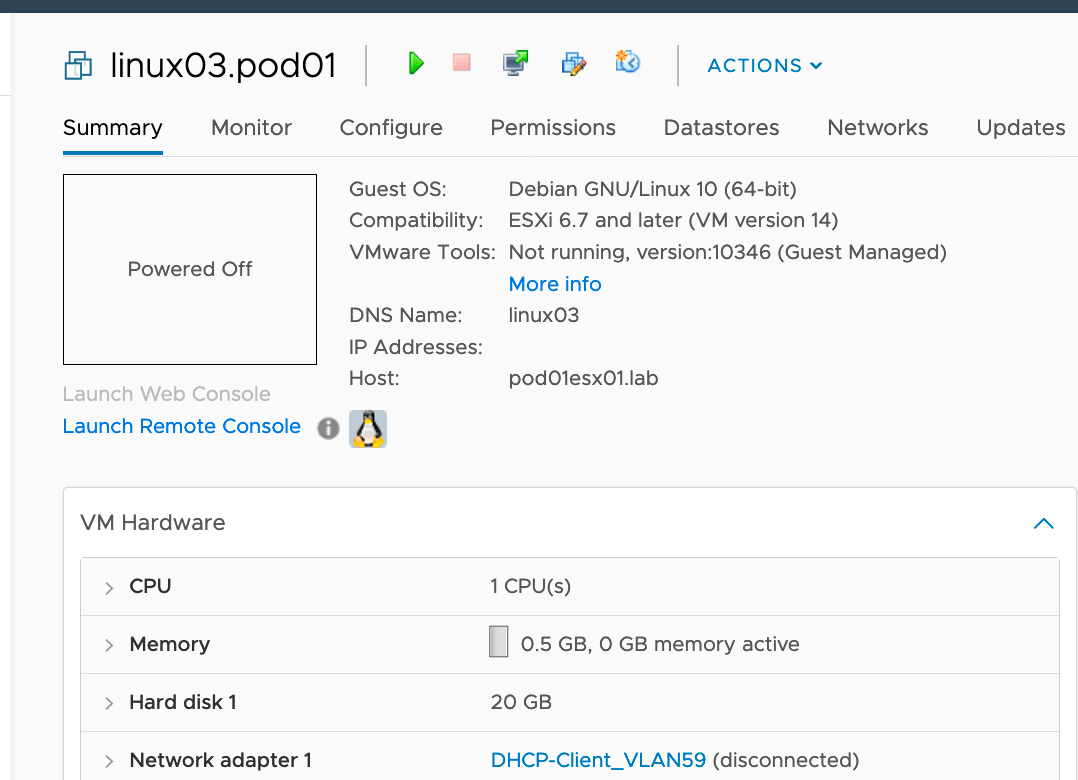 linux03.pod01
ACTIONS
Summary Monitor Configure Permissions Datastores Networks Updates
Powered Off
Guest OS: Debian GNU/Linux 10 (64-bit)
Compatibility: ESXi 6.7 and later (VM version 14)
VMware Tools: Not running, version:10346 (Guest Managed)
More info
DNS Name: linux03
IP Addresses:
Host: pod01esx01.lab
Launch Web Console
Launch Remote Console
VM Hardware
CPU 1 CPU(s)
Memory 0.5 GB, 0 GB memory active
Hard disk 1 20 GB
Network adapter 1 DHCP-Client_VLAN59 (disconnected)